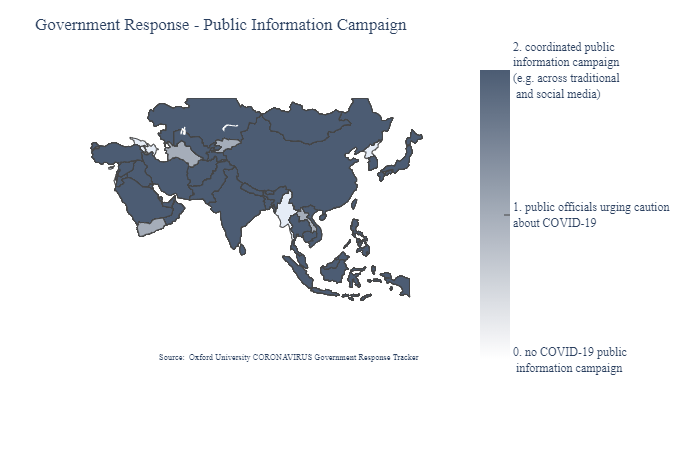 Government Response - Public Information Campaign
2. coordinated public
information campaign
(e.g. across traditional
and social media)
1. public officials urging caution
about COVID-19
0. no COVID-19 public
information campaign
Source: Oxford University CORONAVIRUS Government Response Tracker